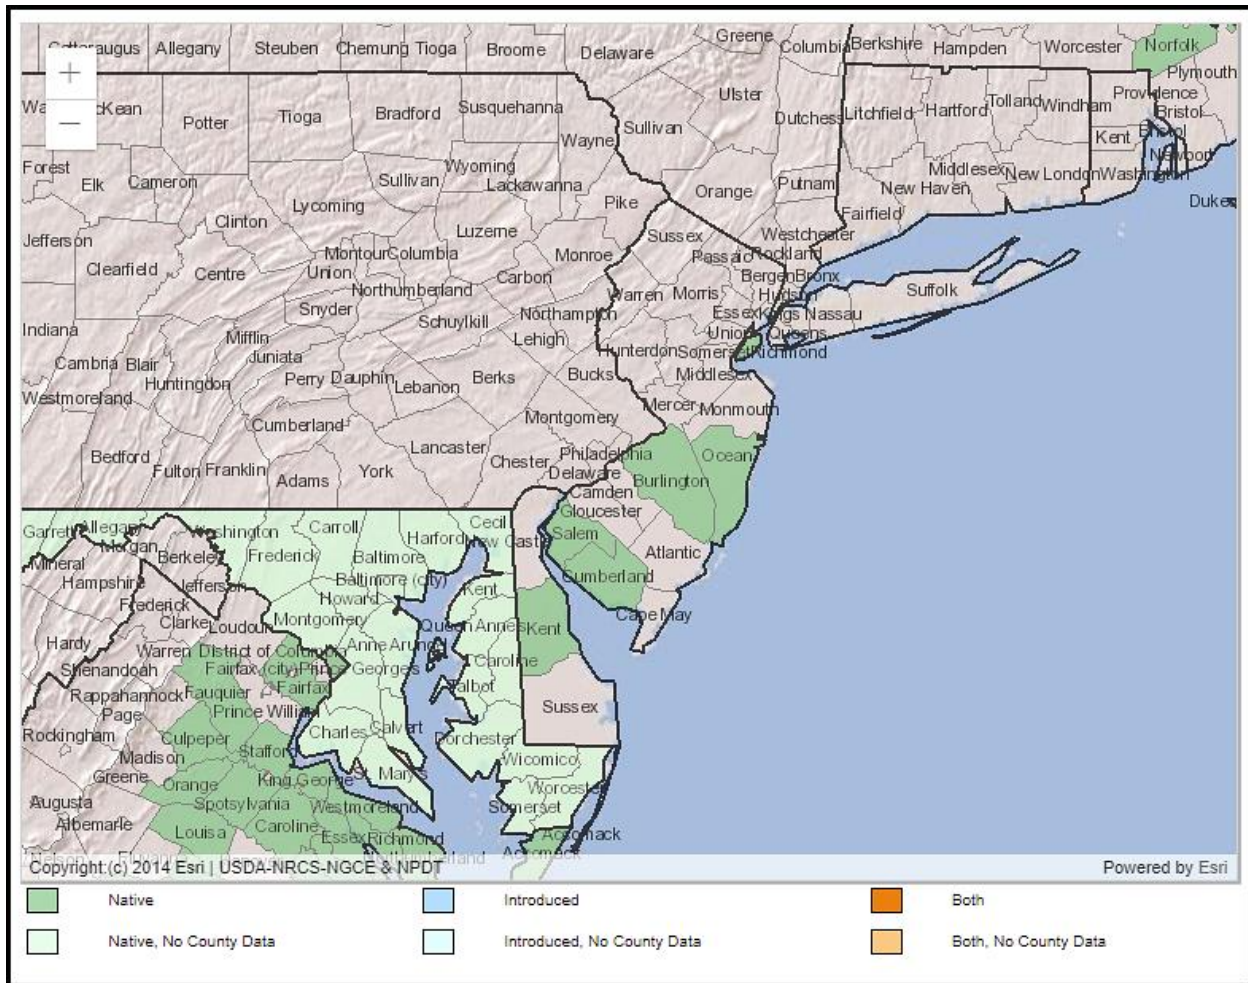 Cattaraugus Allegany Steuben Chemung Tioga Broome Delaware Greene Columbia Berkshire Hampden Worcester Norfolk
Plymouth
+
−
Wa cKean Potter Tioga Bradford Susquehanna Wayne Sullivan Ulster Dutchess Litchfield Hartford Tolland Windham Providence Bristol
Kent Bristol
Forest Elk Cameron Sullivan Wyoming Lackawanna Pike Orange Putnam New Haven Middlesex New London Washington Newport
Dukes
Fairfield
Clinton Lycoming Luzerne Monroe Sussex Westchester
Jefferson Clearfield Centre Montour Columbia Union Carbon Passaic Rockland
Bergen Bronx
Northumberland Warren Morris Hudson Suffolk
Snyder Schuylkill Northampton Essex Kings Nassau
Indiana Mifflin Lehigh Union Queens
Juniata Hunterdon Somerset Richmond
Cambria Blair Huntingdon Perry Dauphin Lebanon Berks Bucks Middlesex
Westmoreland Mercer Monmouth
Cumberland Montgomery
Bedford Fulton Franklin Adams York Lancaster Chester Philadelphia Ocean
Delaware Burlington
Camden
Gloucester
Garrett Allegany Washington Carroll Harford Cecil New Castle Salem Atlantic
Morgan Berkeley Frederick Baltimore
Mineral Hampshire Jefferson Baltimore (city) Kent Cumberland
Frederick Howard
Clarke Loudoun Montgomery Queen Anne's Kent Cape May
Hardy Warren District of Columbia Anne Arundel
Shenandoah Fairfax (city) Prince George's Caroline
Rappahannock Fauquier Fairfax Talbot
Page Prince William Sussex
Rockingham Culpeper Stafford Charles Calvert Dorchester
Madison Wicomico
Greene Orange King George St. Mary's Worcester
Augusta Spotsylvania Westmoreland Somerset
Albemarle Louisa Caroline Essex Richmond Accomack
Nelson Northumberland Accomack
Copyright:(c) 2014 Esri | USDA-NRCS-NGCE & NPDT Powered by Esri
Native Introduced Both
Native, No County Data Introduced, No County Data Both, No County Data